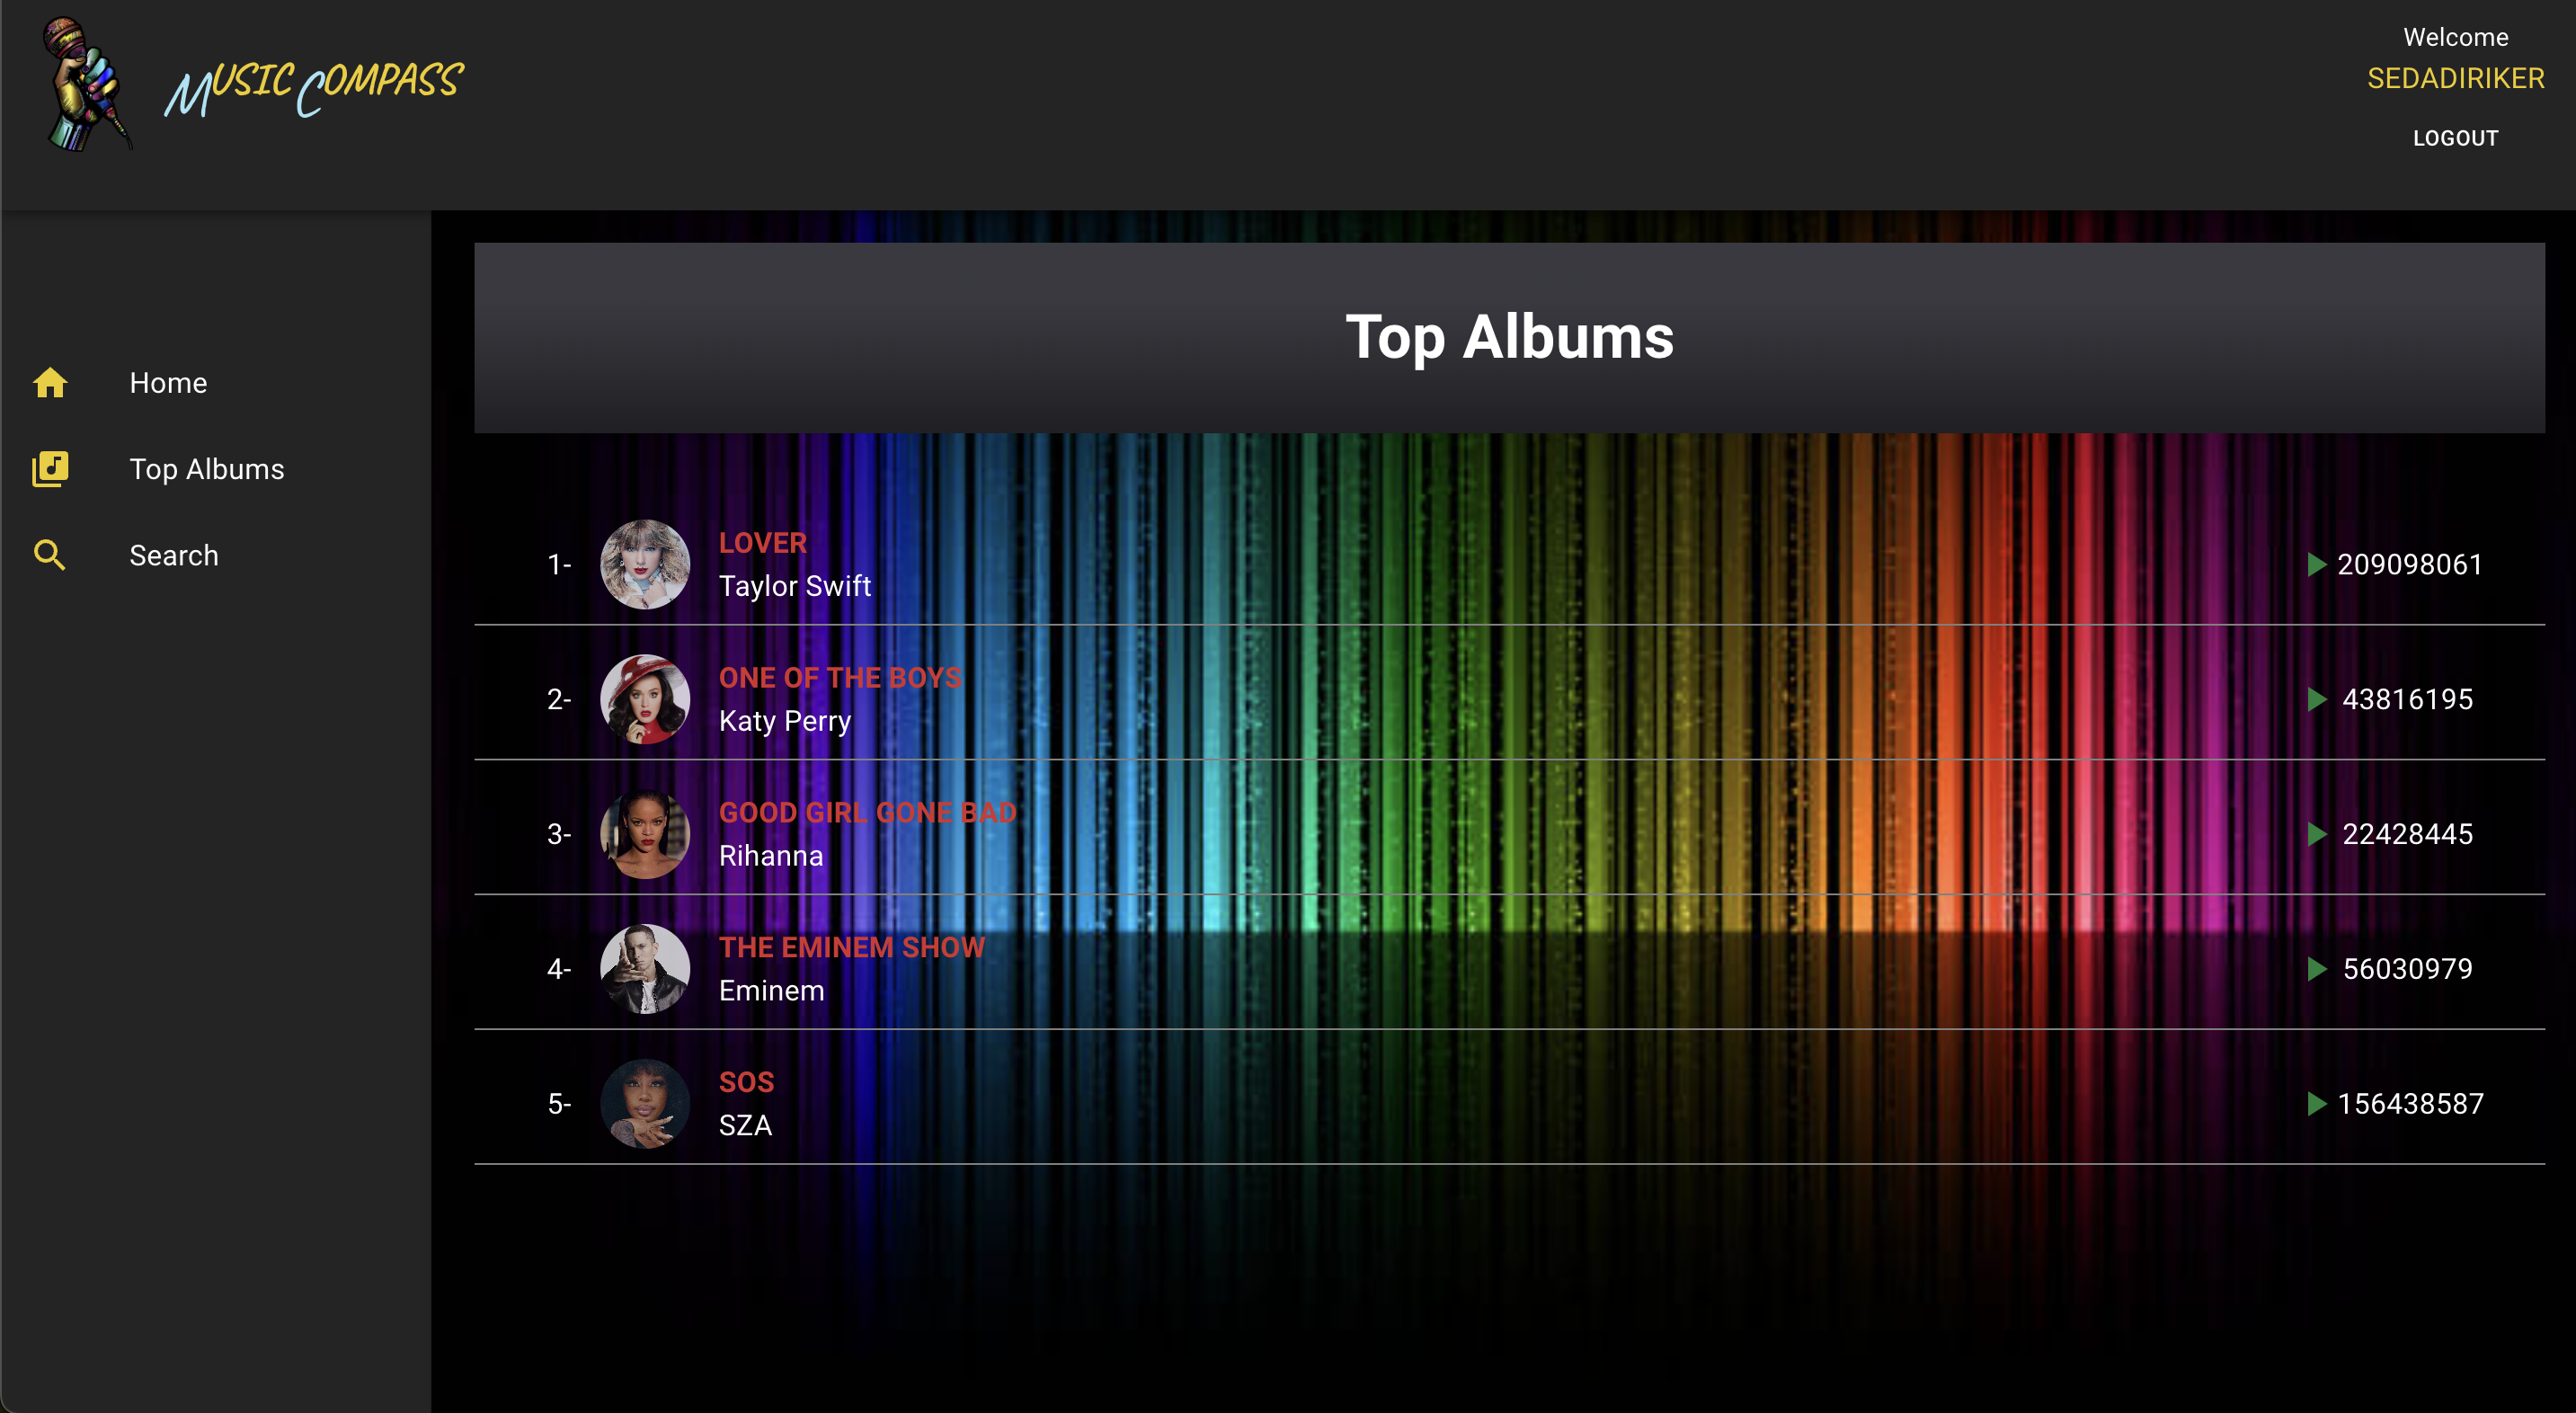 Music Compass
Welcome
SEDADIRIKER
LOGOUT
Home
Top Albums
Search
Top Albums
1- LOVER
Taylor Swift
209098061
2- ONE OF THE BOYS
Katy Perry
43816195
3- GOOD GIRL GONE BAD
Rihanna
22428445
4- THE EMINEM SHOW
Eminem
56030979
5- SOS
SZA
156438587